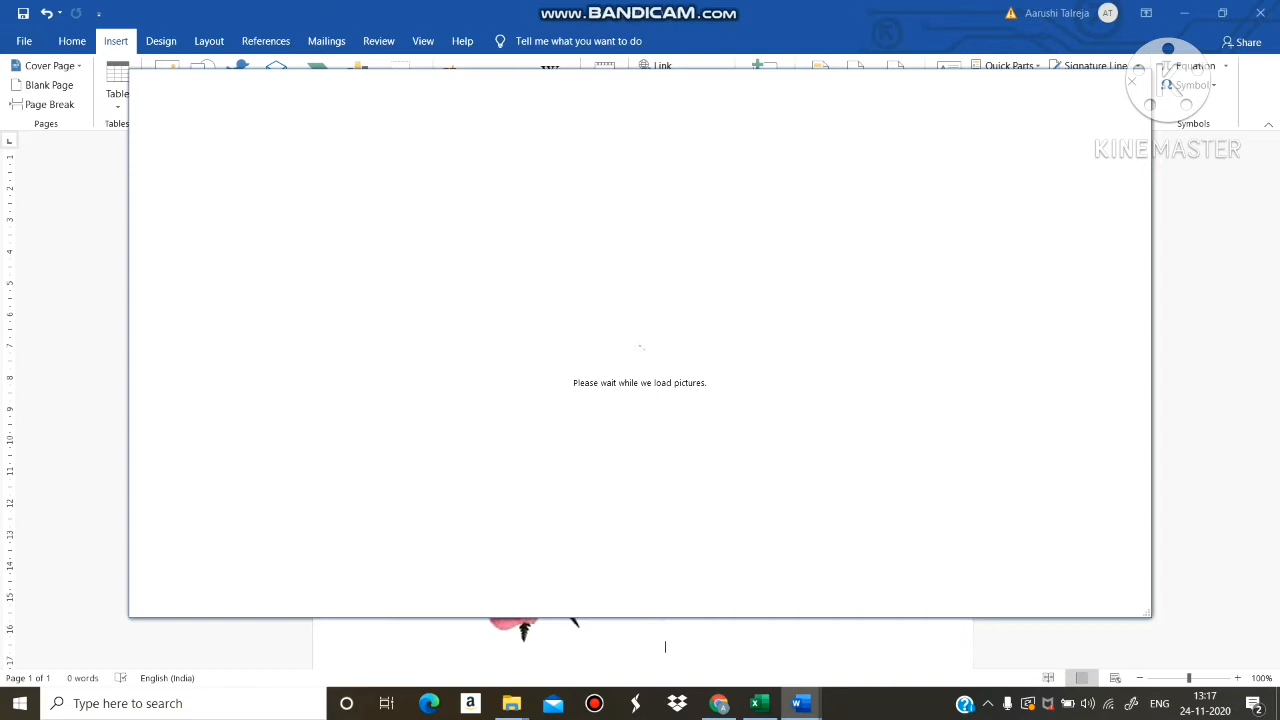 www.BANDICAM.com
Aarushi Talreja AT
File Home Insert Design Layout References Mailings Review View Help Tell me what you want to do Share
Cover Page
Blank Page
Page Break
Pages
Table
Tables
Link
Quick Parts
Signature Line
Equation
Symbol
Symbols
KINEMASTER
Please wait while we load pictures.
Page 1 of 1 0 words English (India) 100%
Type here to search
ENG
13:17
24-11-2020
2